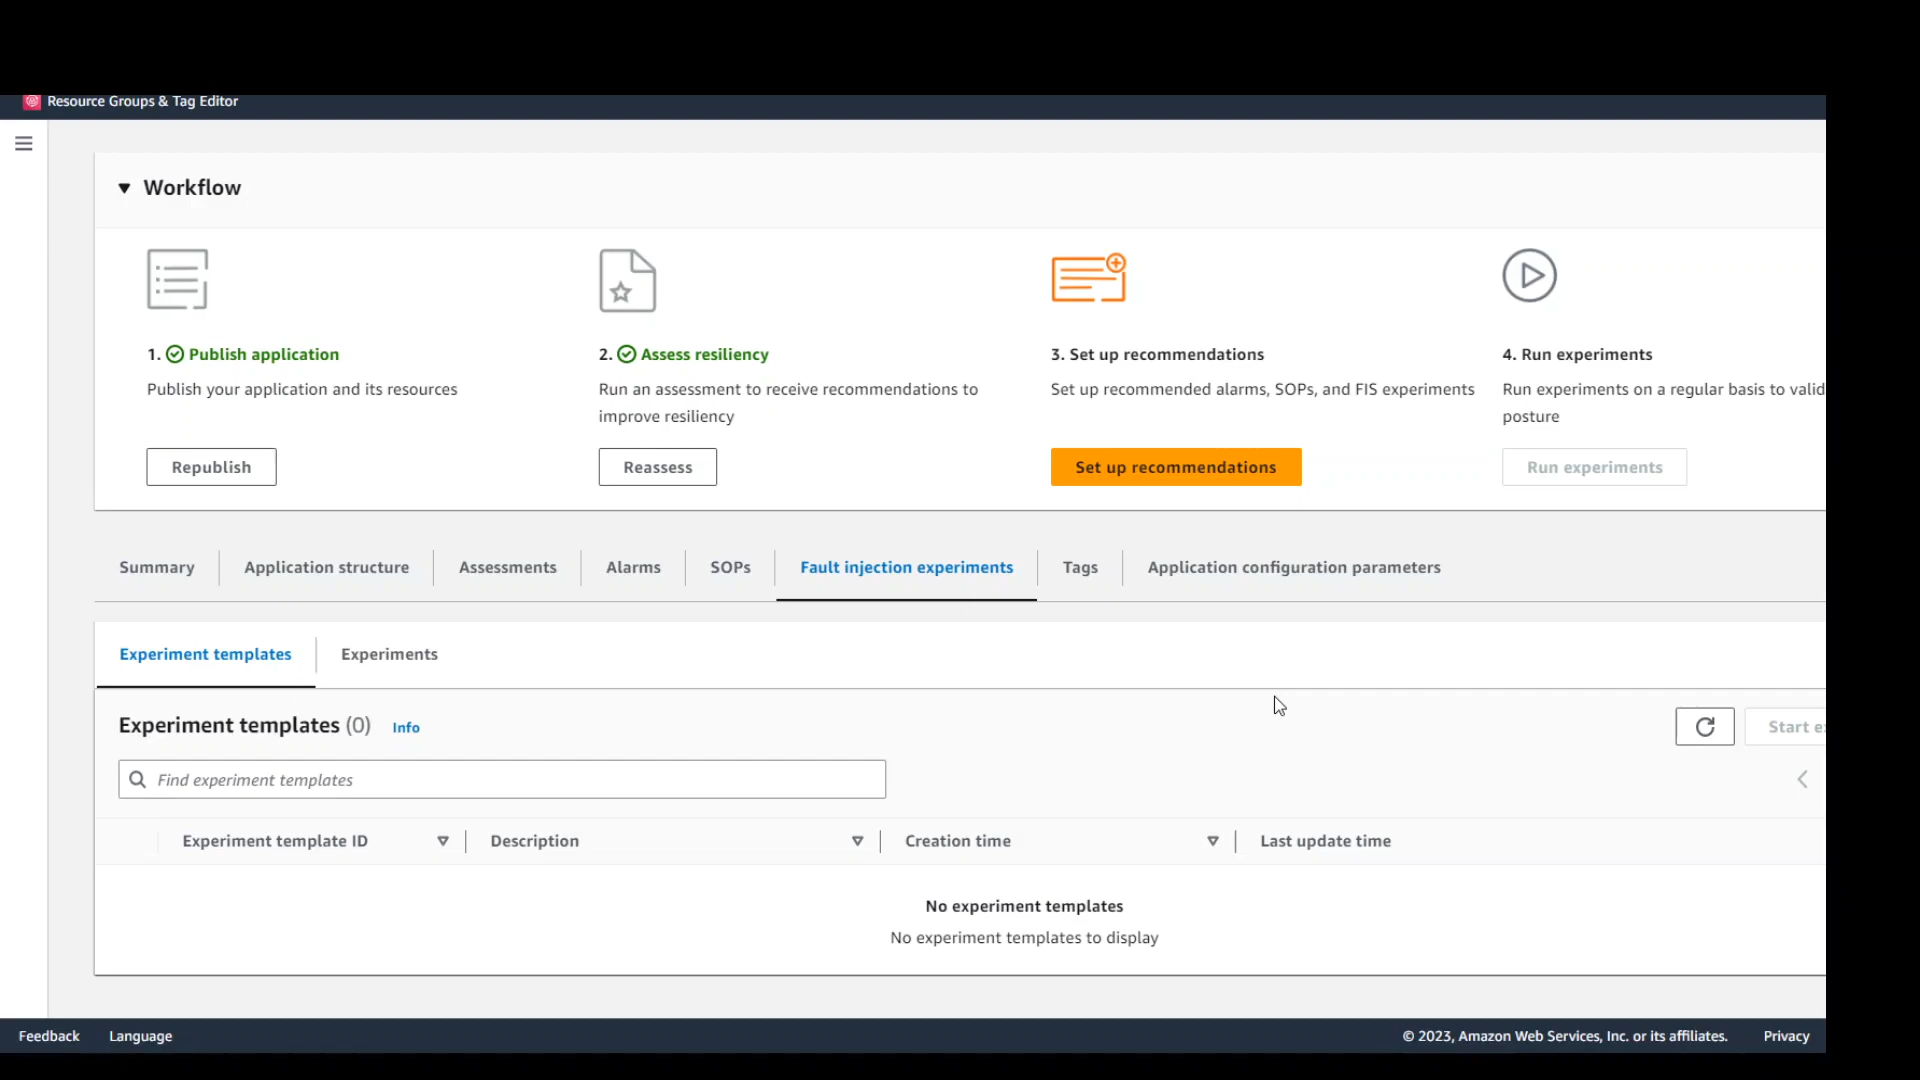 Resource Groups & Tag Editor
Workflow
1. Publish application
Publish your application and its resources
Republish
2. Assess resiliency
Run an assessment to receive recommendations to
improve resiliency
Reassess
3. Set up recommendations
Set up recommended alarms, SOPs, and FIS experiments
Set up recommendations
4. Run experiments
Run experiments on a regular basis to valid
posture
Run experiments
Summary
Application structure
Assessments
Alarms
SOPs
Fault injection experiments
Tags
Application configuration parameters
Experiment templates
Experiments
Experiment templates (0) Info
Start e
Find experiment templates
Experiment template ID
Description
Creation time
Last update time
No experiment templates
No experiment templates to display
Feedback
Language
© 2023, Amazon Web Services, Inc. or its affiliates.
Privacy